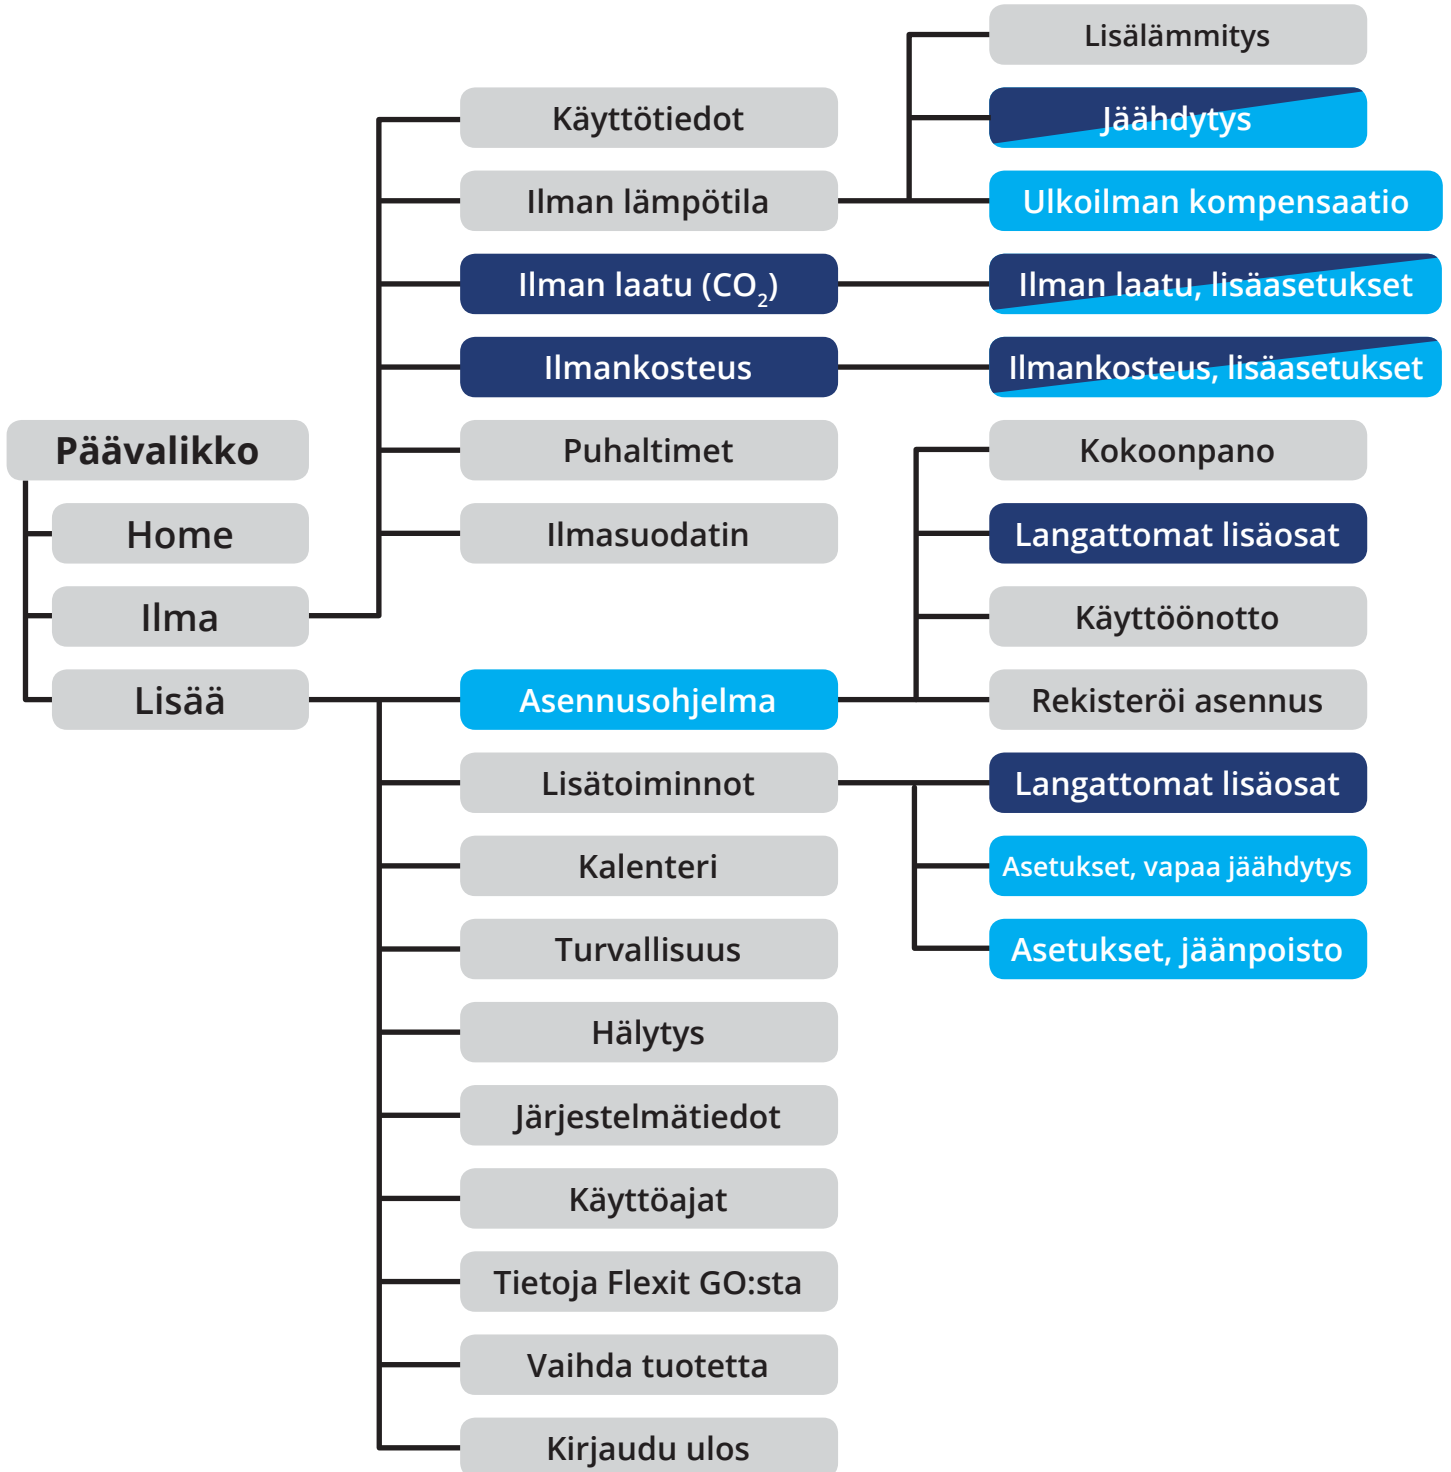 Päävalikko
Home
Ilma
Lisää
Käyttötiedot
Ilman lämpötila
Ilman laatu (CO₂)
Ilmankosteus
Puhaltimet
Ilmasuodatin
Asennusohjelma
Lisätoiminnot
Kalenteri
Turvallisuus
Hälytys
Järjestelmätiedot
Käyttöajat
Tietoja Flexit GO:sta
Vaihda tuotetta
Kirjaudu ulos
Lisälämmitys
Jäähdytys
Ulkoilman kompensaatio
Ilman laatu, lisäasetukset
Ilmankosteus, lisäasetukset
Kokoonpano
Langattomat lisäosat
Käyttöönotto
Rekisteröi asennus
Langattomat lisäosat
Asetukset, vapaa jäähdytys
Asetukset, jäänpoisto